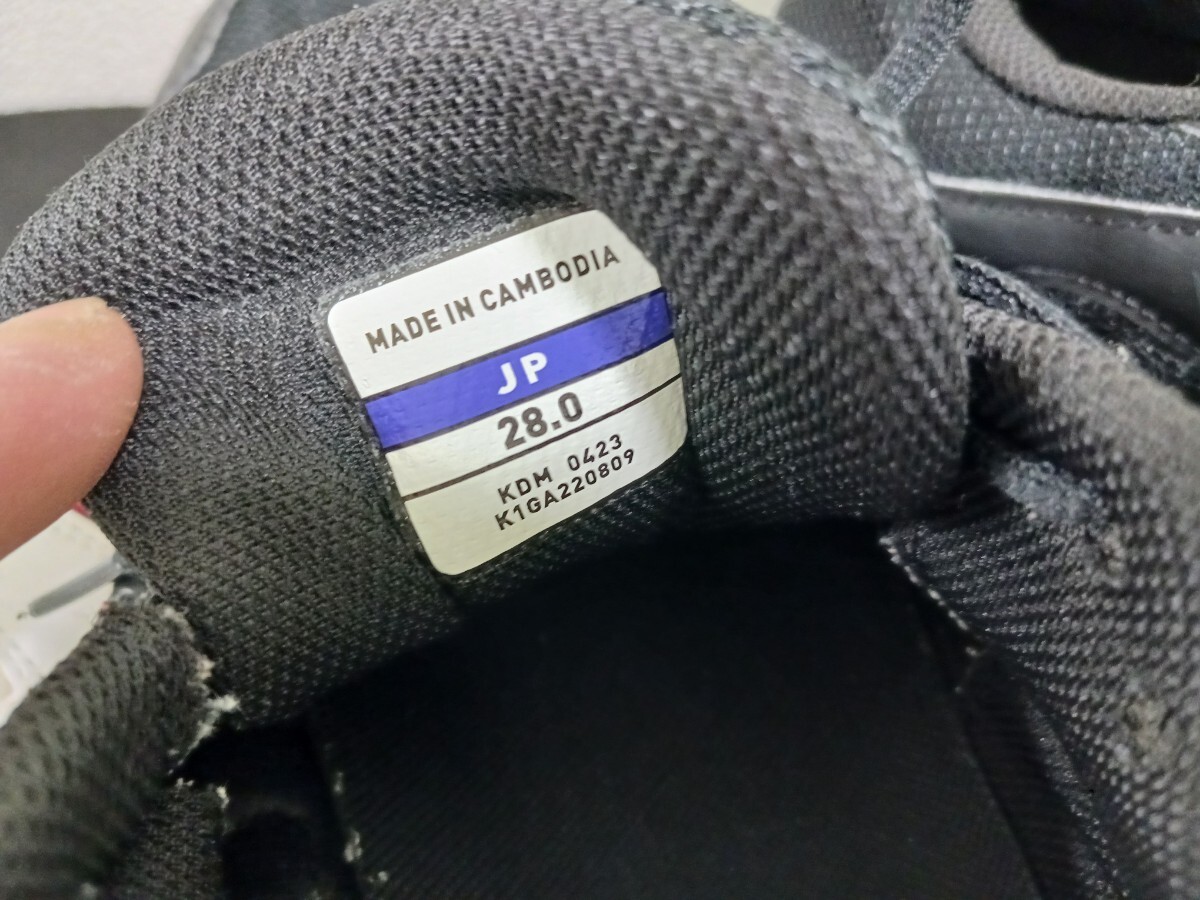 MADE IN CAMBODIA
JP
28.0
KDM 0423
K1GA220809